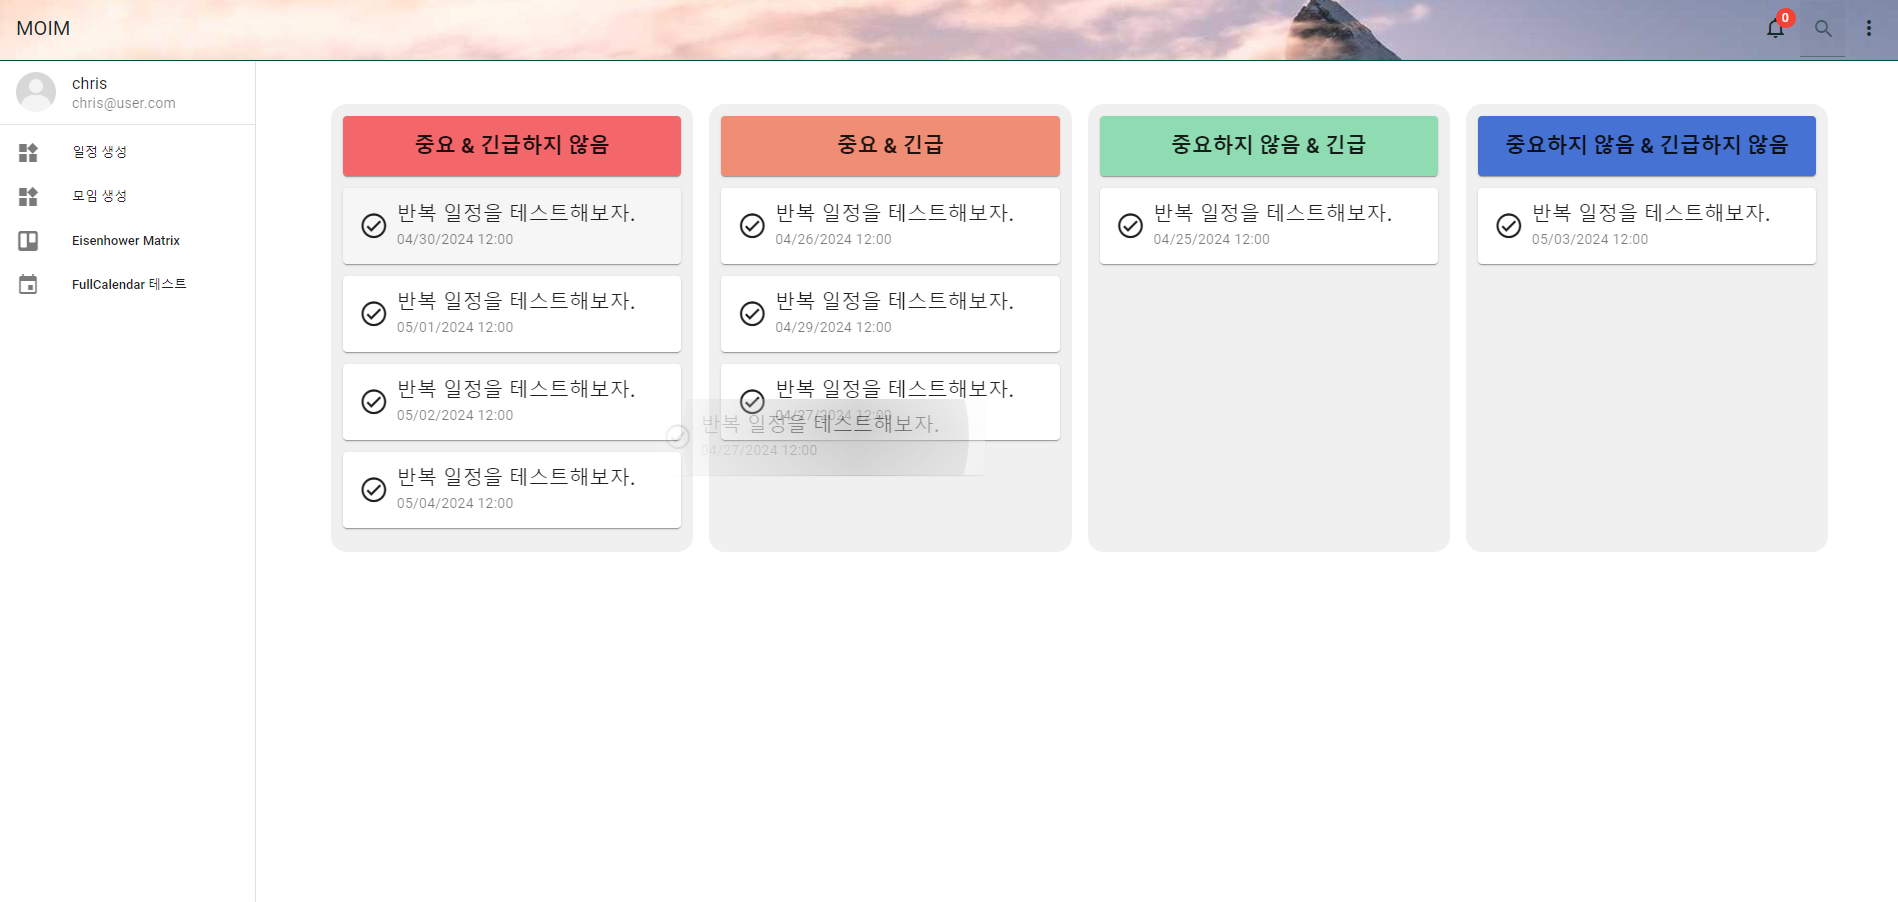 MOIM
0
chris
chris@user.com
일정 생성
모임 생성
Eisenhower Matrix
FullCalendar 테스트
중요 & 긴급하지 않음
반복 일정을 테스트해보자.
04/30/2024 12:00
반복 일정을 테스트해보자.
05/01/2024 12:00
반복 일정을 테스트해보자.
05/02/2024 12:00
반복 일정을 테스트해보자.
05/04/2024 12:00
중요 & 긴급
반복 일정을 테스트해보자.
04/26/2024 12:00
반복 일정을 테스트해보자.
04/29/2024 12:00
반복 일정을 테스트해보자.
04/27/2024 12:00
반복 일정을 테스트해보자.
04/27/2024 12:00
중요하지 않음 & 긴급
반복 일정을 테스트해보자.
04/25/2024 12:00
중요하지 않음 & 긴급하지 않음
반복 일정을 테스트해보자.
05/03/2024 12:00